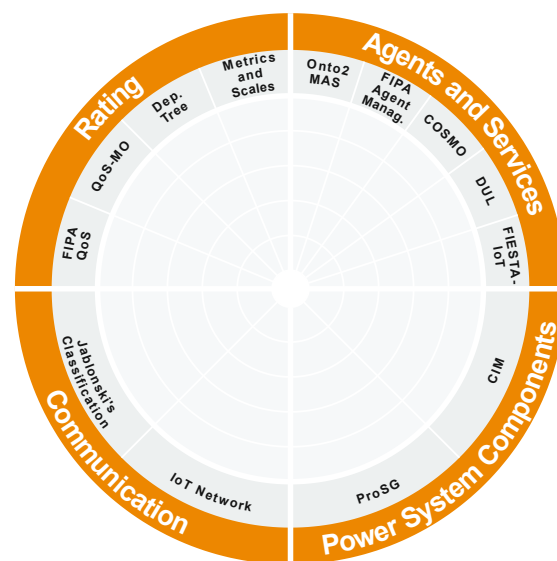 Rating
Agents and Services
Metrics
and
Scales
Dep.
Tree
QoS-MO
FIPA
QoS
Onto2
MAS
FIPA
Agent
Manag.
COSMO
DUL
FIESTA-
IoT
Jablonski's
Classification
IoT Network
Communication
CIM
ProSG
Power System Components